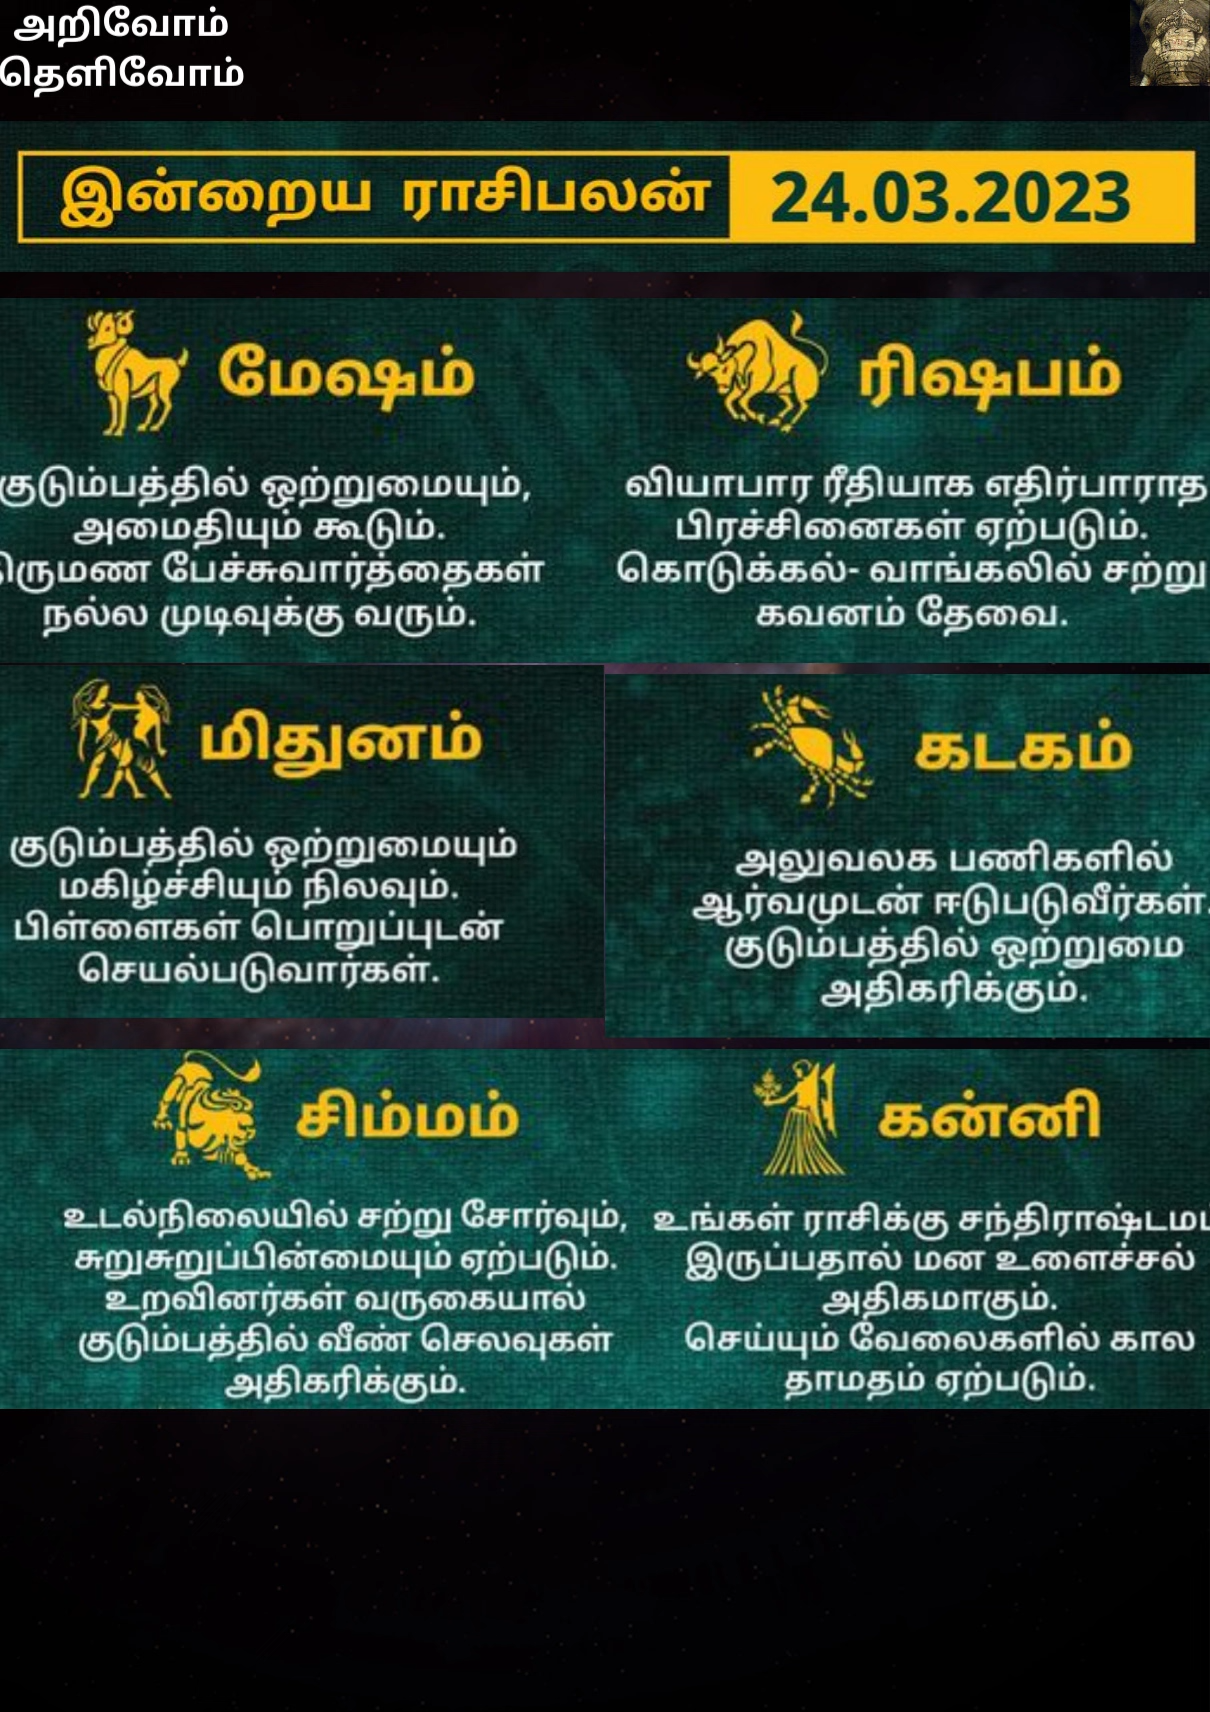 அறிவோம்
தெளிவோம்
இன்றைய ராசிபலன் 24.03.2023
மேஷம்
குடும்பத்தில் ஒற்றுமையும்,
அமைதியும் கூடும்.
திருமண பேச்சுவார்த்தைகள்
நல்ல முடிவுக்கு வரும்.
ரிஷபம்
வியாபார ரீதியாக எதிர்பாராத
பிரச்சினைகள் ஏற்படும்.
கொடுக்கல்- வாங்கலில் சற்று
கவனம் தேவை.
மிதுனம்
குடும்பத்தில் ஒற்றுமையும்
மகிழ்ச்சியும் நிலவும்.
பிள்ளைகள் பொறுப்புடன்
செயல்படுவார்கள்.
கடகம்
அலுவலக பணிகளில்
ஆர்வமுடன் ஈடுபடுவீர்கள்.
குடும்பத்தில் ஒற்றுமை
அதிகரிக்கும்.
சிம்மம்
உடல்நிலையில் சற்று சோர்வும்,
சுறுசுறுப்பின்மையும் ஏற்படும்.
உறவினர்கள் வருகையால்
குடும்பத்தில் வீண் செலவுகள்
அதிகரிக்கும்.
கன்னி
உங்கள் ராசிக்கு சந்திராஷ்டமம்
இருப்பதால் மன உளைச்சல்
அதிகமாகும்.
செய்யும் வேலைகளில் கால
தாமதம் ஏற்படும்.